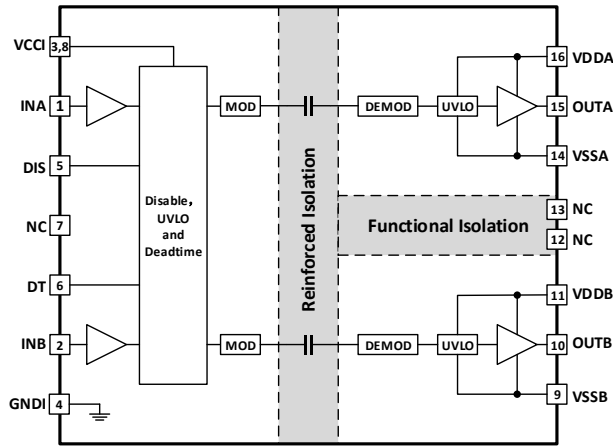 VCCI 3,8
INA 1
DIS 5
NC 7
DT 6
INB 2
GNDI 4
Disable,
UVLO
and
Deadtime
MOD
MOD
Reinforced Isolation
Functional Isolation
DEMOD
UVLO
DEMOD
UVLO
16 VDDA
15 OUTA
14 VSSA
13 NC
12 NC
11 VDDB
10 OUTB
9 VSSB